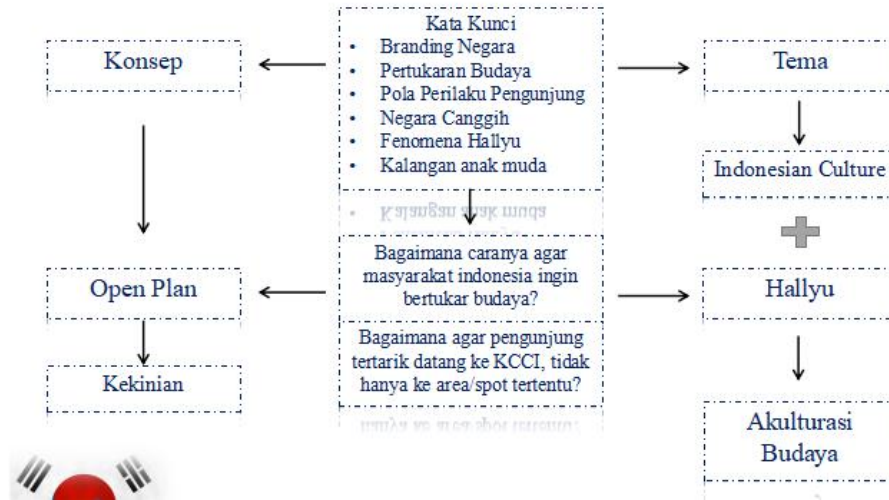 Konsep
Kata Kunci
• Branding Negara
• Pertukaran Budaya
• Pola Perilaku Pengunjung
• Negara Canggih
• Fenomena Hallyu
• Kalangan anak muda
Tema
Indonesian Culture
Bagaimana caranya agar
masyarakat indonesia ingin
bertukar budaya?
Bagaimana agar pengunjung
tertarik datang ke KCCI, tidak
hanya ke area/spot tertentu?
Open Plan
Kekinian
Hallyu
Akulturasi
Budaya